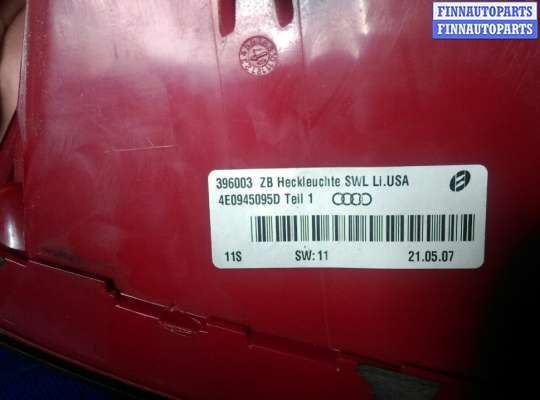 FINNAUTOPARTS
FINNAUTOPARTS
396003 ZB Heckleuchte SWL Li.USA
4E0945095D Teil 1
11S SW: 11 21.05.07